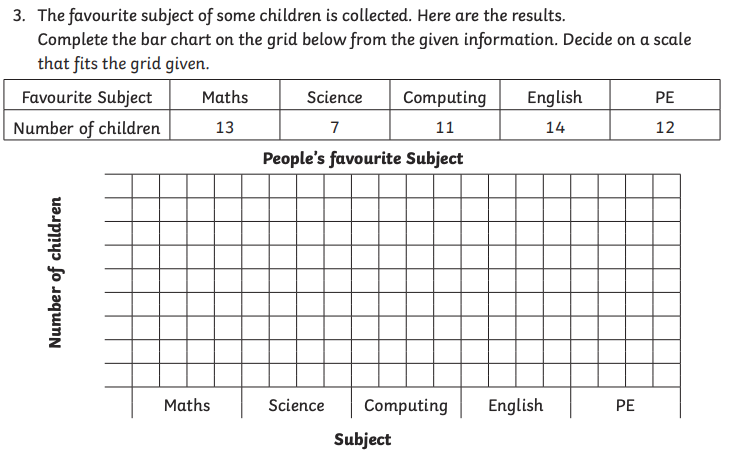 3. The favourite subject of some children is collected. Here are the results.
Complete the bar chart on the grid below from the given information. Decide on a scale
that fits the grid given.
Favourite Subject Maths Science Computing English PE
Number of children 13 7 11 14 12
People's favourite Subject
Number of children
Maths Science Computing English PE
Subject